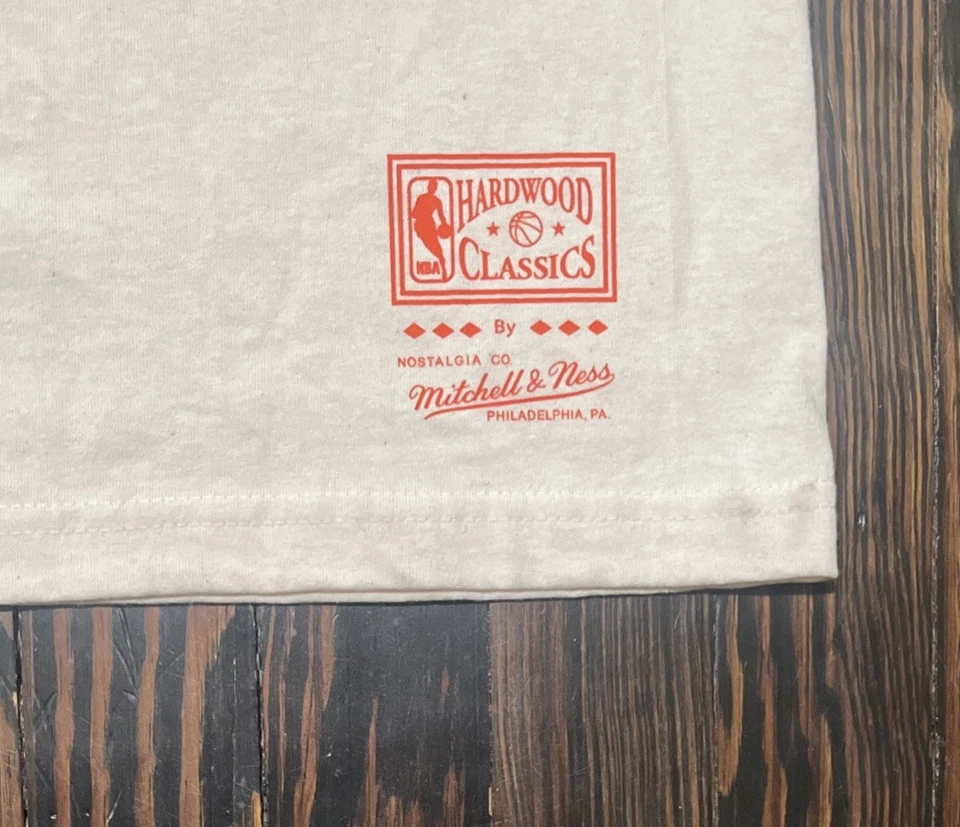 HARDWOOD
CLASSICS
NBA
By
NOSTALGIA CO.
Mitchell & Ness
PHILADELPHIA, PA.